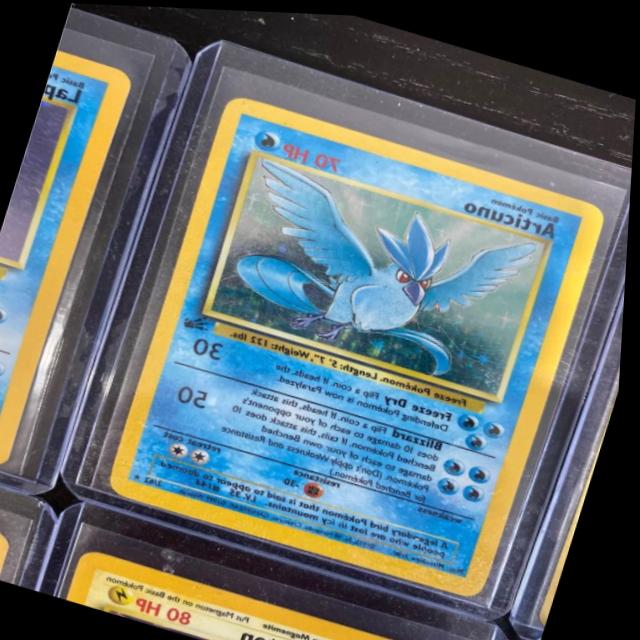 Basic Pokémon
Articuno
70 HP
Freeze Pokémon. Length: 5' 7", Weight: 122 lbs.
Freeze Dry Flip a coin. If heads, the
Defending Pokémon is now Paralyzed.
30
Blizzard Flip a coin. If heads, this attack
does 10 damage to each of your opponent's
Benched Pokémon. If tails, this attack does 10
damage to each of your own Benched
Pokémon. (Don't apply Weakness and Resistance
for Benched Pokémon.)
50
weakness
-30
retreat cost
A legendary bird Pokémon that is said to appear to doomed
people who are lost in icy mountains. LV. 35
Basic P
Lap
Put Magneton on the Basic Pokémon
80 HP